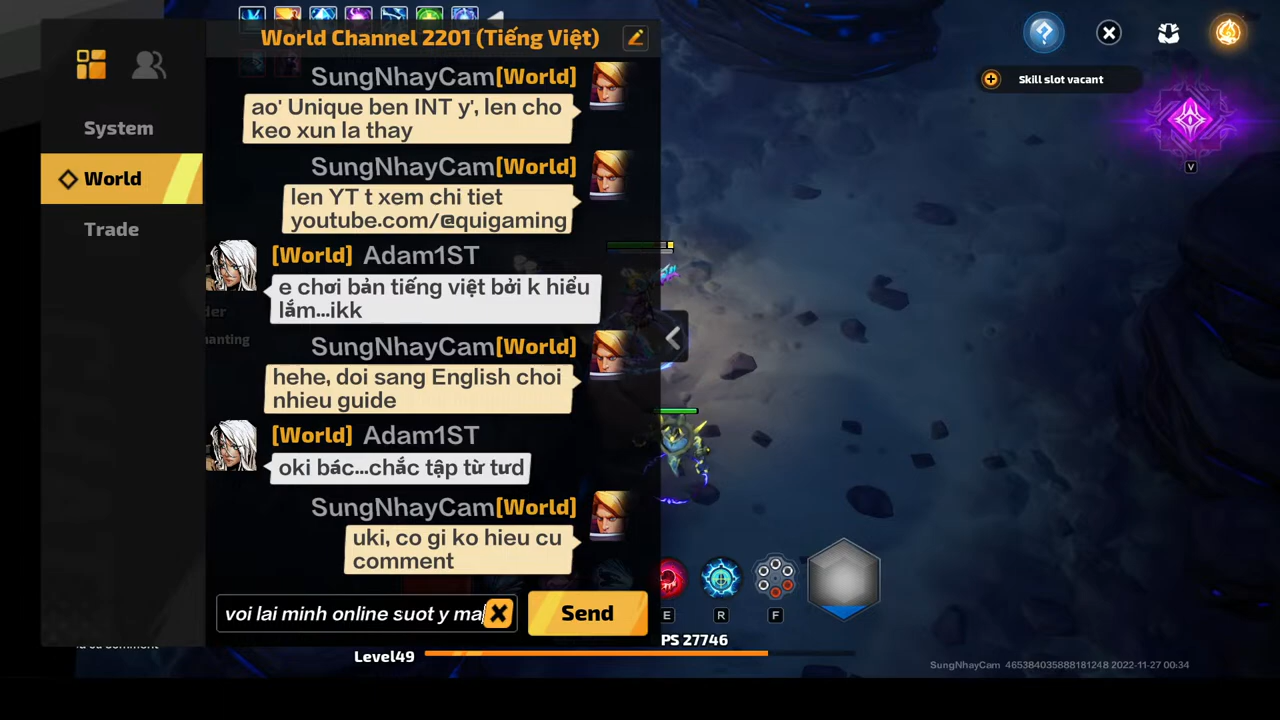 World Channel 2201 (Tiếng Việt)
System
World
Trade
SungNhayCam[World]
ao' Unique ben INT y', len cho
keo xun la thay
SungNhayCam[World]
len YT t xem chi tiet
youtube.com/@quigaming
[World] Adam1ST
e chơi bản tiếng việt bởi k hiểu
lắm...ikk
SungNhayCam[World]
hehe, doi sang English choi
nhieu guide
[World] Adam1ST
oki bác...chắc tập từ tưd
SungNhayCam[World]
uki, co gi ko hieu cu
comment
voi lai minh online suot y ma
Send
Skill slot vacant
V
E
R
F
PS 27746
Level49
SungNhayCam 465384035888181248 2022-11-27 00:34